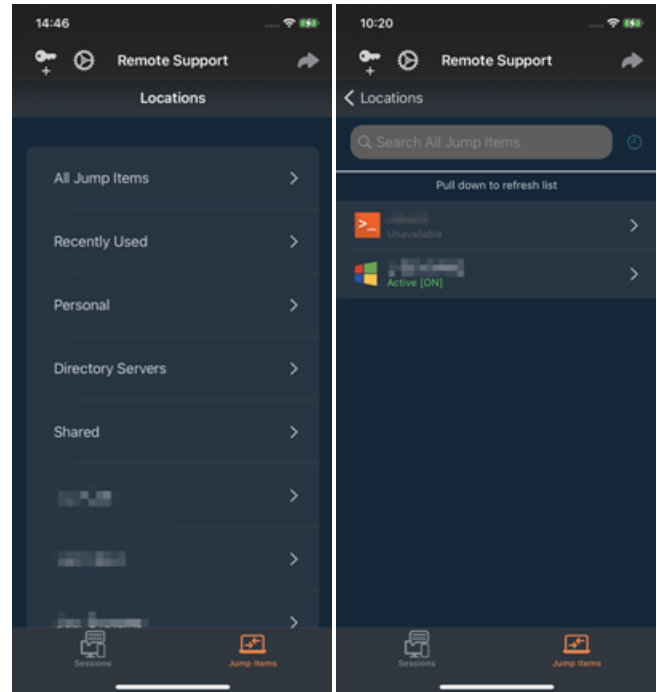 14:46
Remote Support
Locations
All Jump Items
Recently Used
Personal
Directory Servers
Shared
Sessions
Jump Items
10:20
Remote Support
Locations
Search All Jump Items
Pull down to refresh list
Unavailable
Active [ON]
Sessions
Jump Items